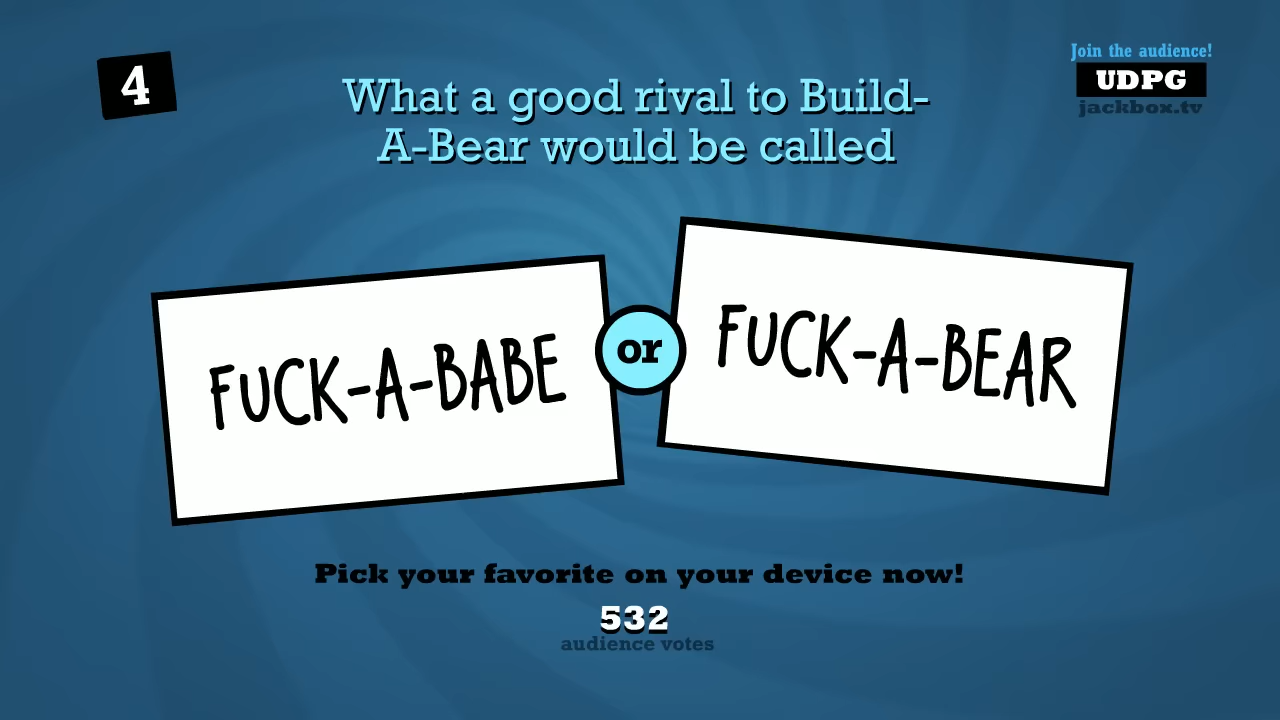 4
What a good rival to Build-
A-Bear would be called
Join the audience!
UDPG
jackbox.tv
FUCK-A-BABE
or
FUCK-A-BEAR
Pick your favorite on your device now!
532
audience votes